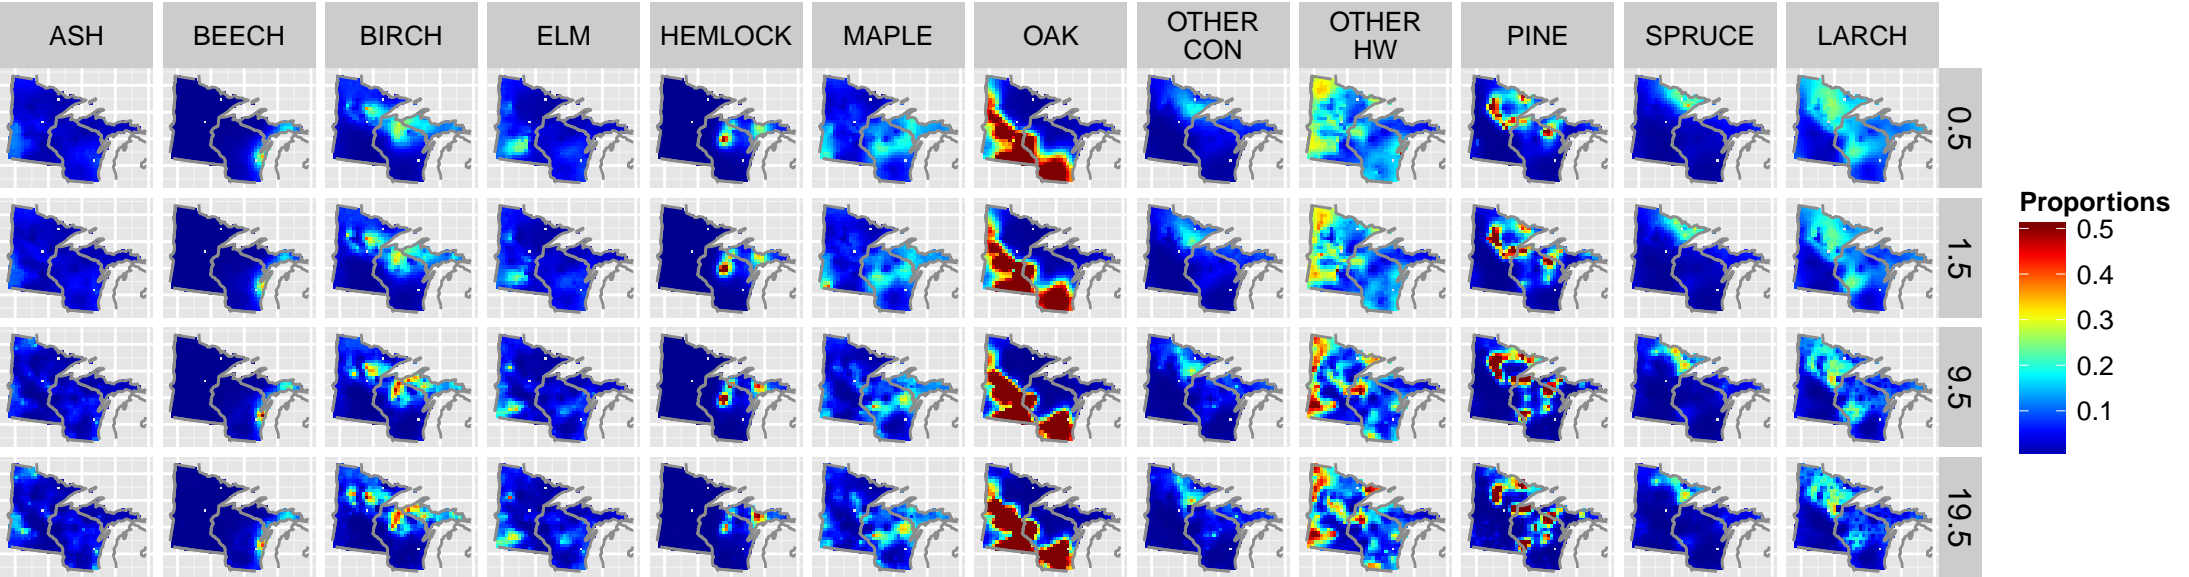 ASH
BEECH
BIRCH
ELM
HEMLOCK
MAPLE
OAK
OTHER
CON
OTHER
HW
PINE
SPRUCE
LARCH
0.5
1.5
9.5
19.5
Proportions
0.5
0.4
0.3
0.2
0.1